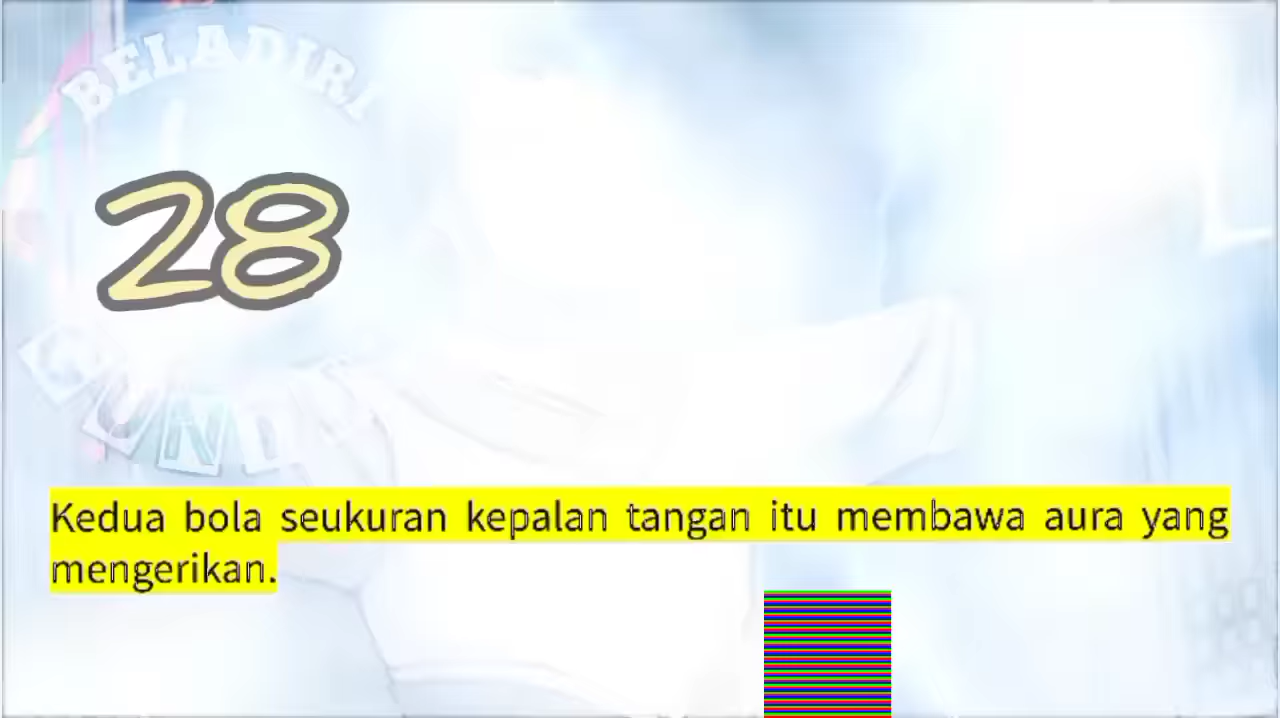 BELADIRI
28
Kedua bola seukuran kepalan tangan itu membawa aura yang
mengerikan.